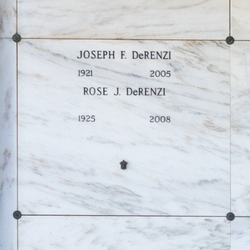 JOSEPH F. DeRENZI
1921 2005
ROSE J. DeRENZI
1925 2008